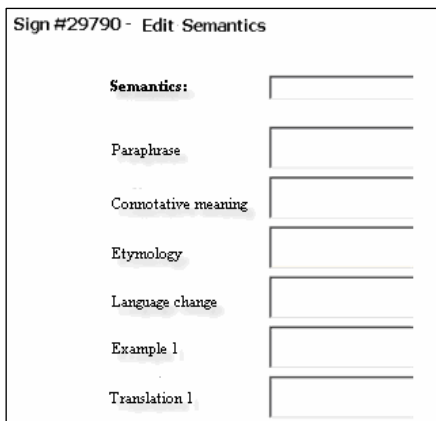 Sign #29790 - Edit Semantics
Semantics:
Paraphrase
Connotative meaning
Etymology
Language change
Example 1
Translation 1